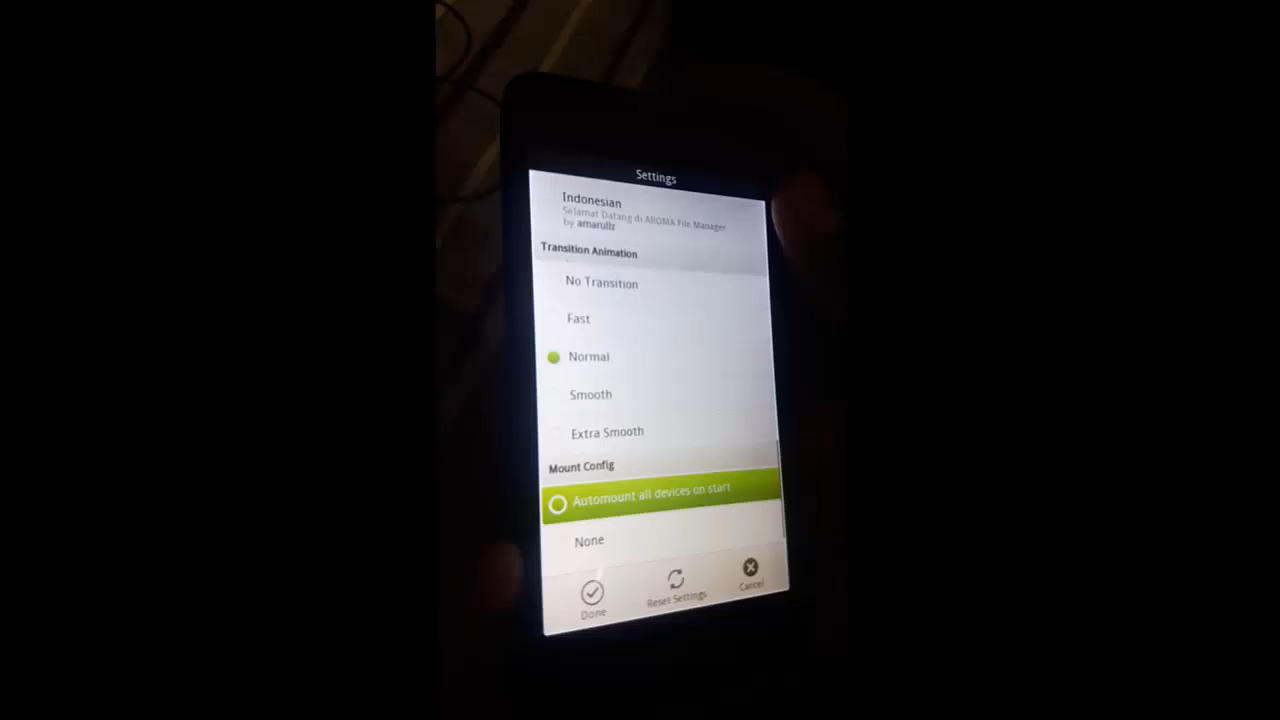 Settings
Indonesian
Selamat Datang di AROMA File Manager
by amarullz
Transition Animation
No Transition
Fast
Normal
Smooth
Extra Smooth
Mount Config
Automount all devices on start
None
Done
Reset Settings
Cancel